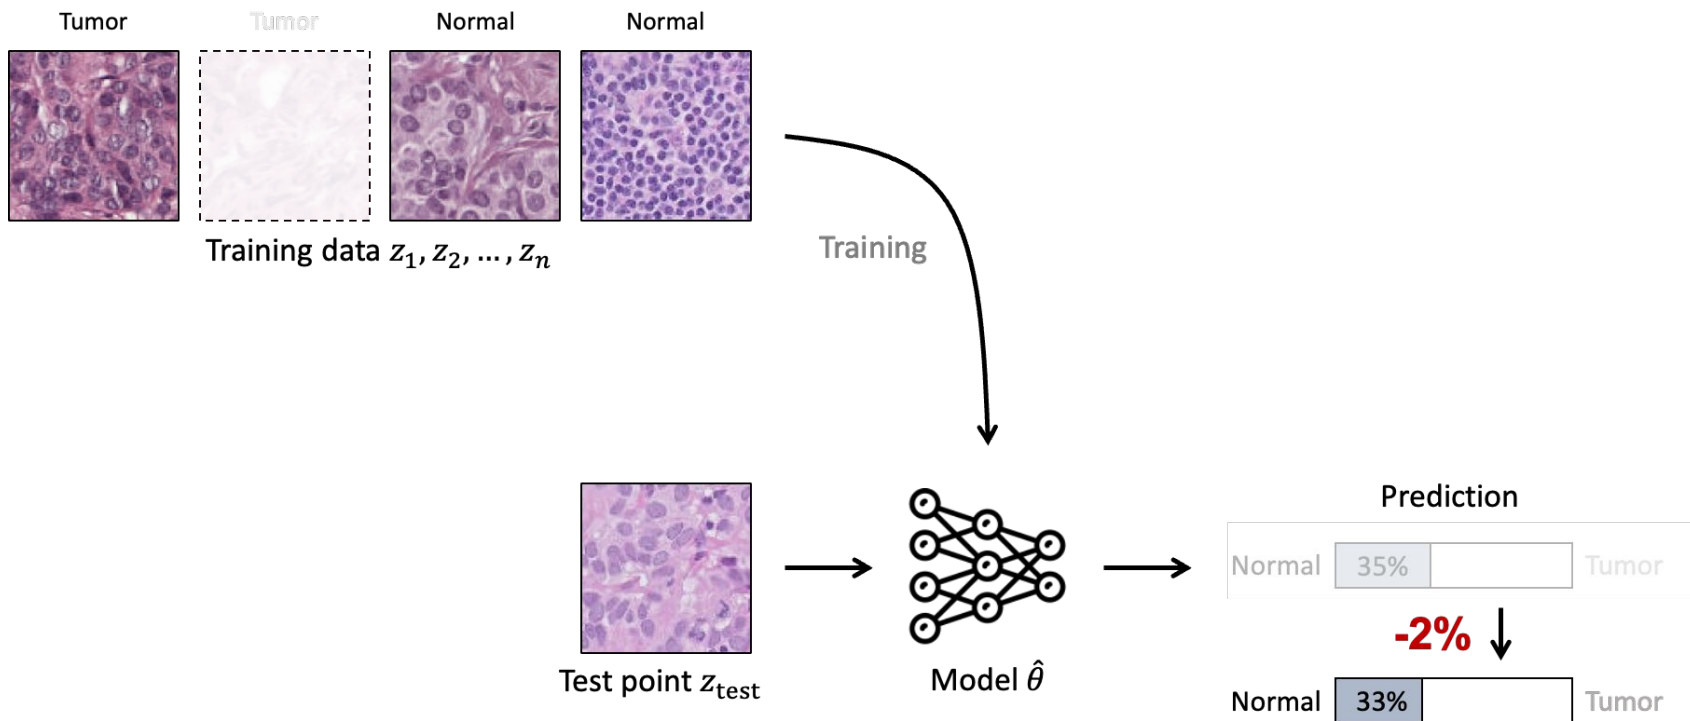 Tumor Tumor Normal Normal
Training data z₁, z₂, ..., zₙ
Training
Prediction
Normal 35% Tumor
-2%
Test point z_test
Model θ̂
Normal 33% Tumor